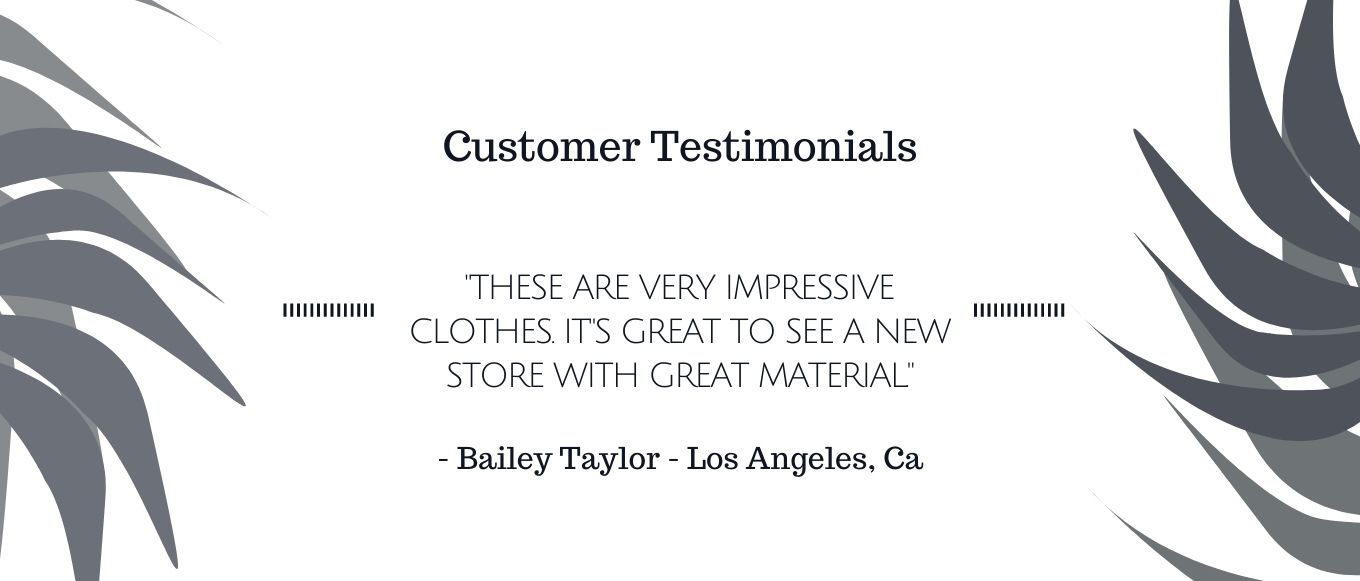 Customer Testimonials
"THESE ARE VERY IMPRESSIVE
CLOTHES. IT'S GREAT TO SEE A NEW
STORE WITH GREAT MATERIAL."
- Bailey Taylor - Los Angeles, Ca